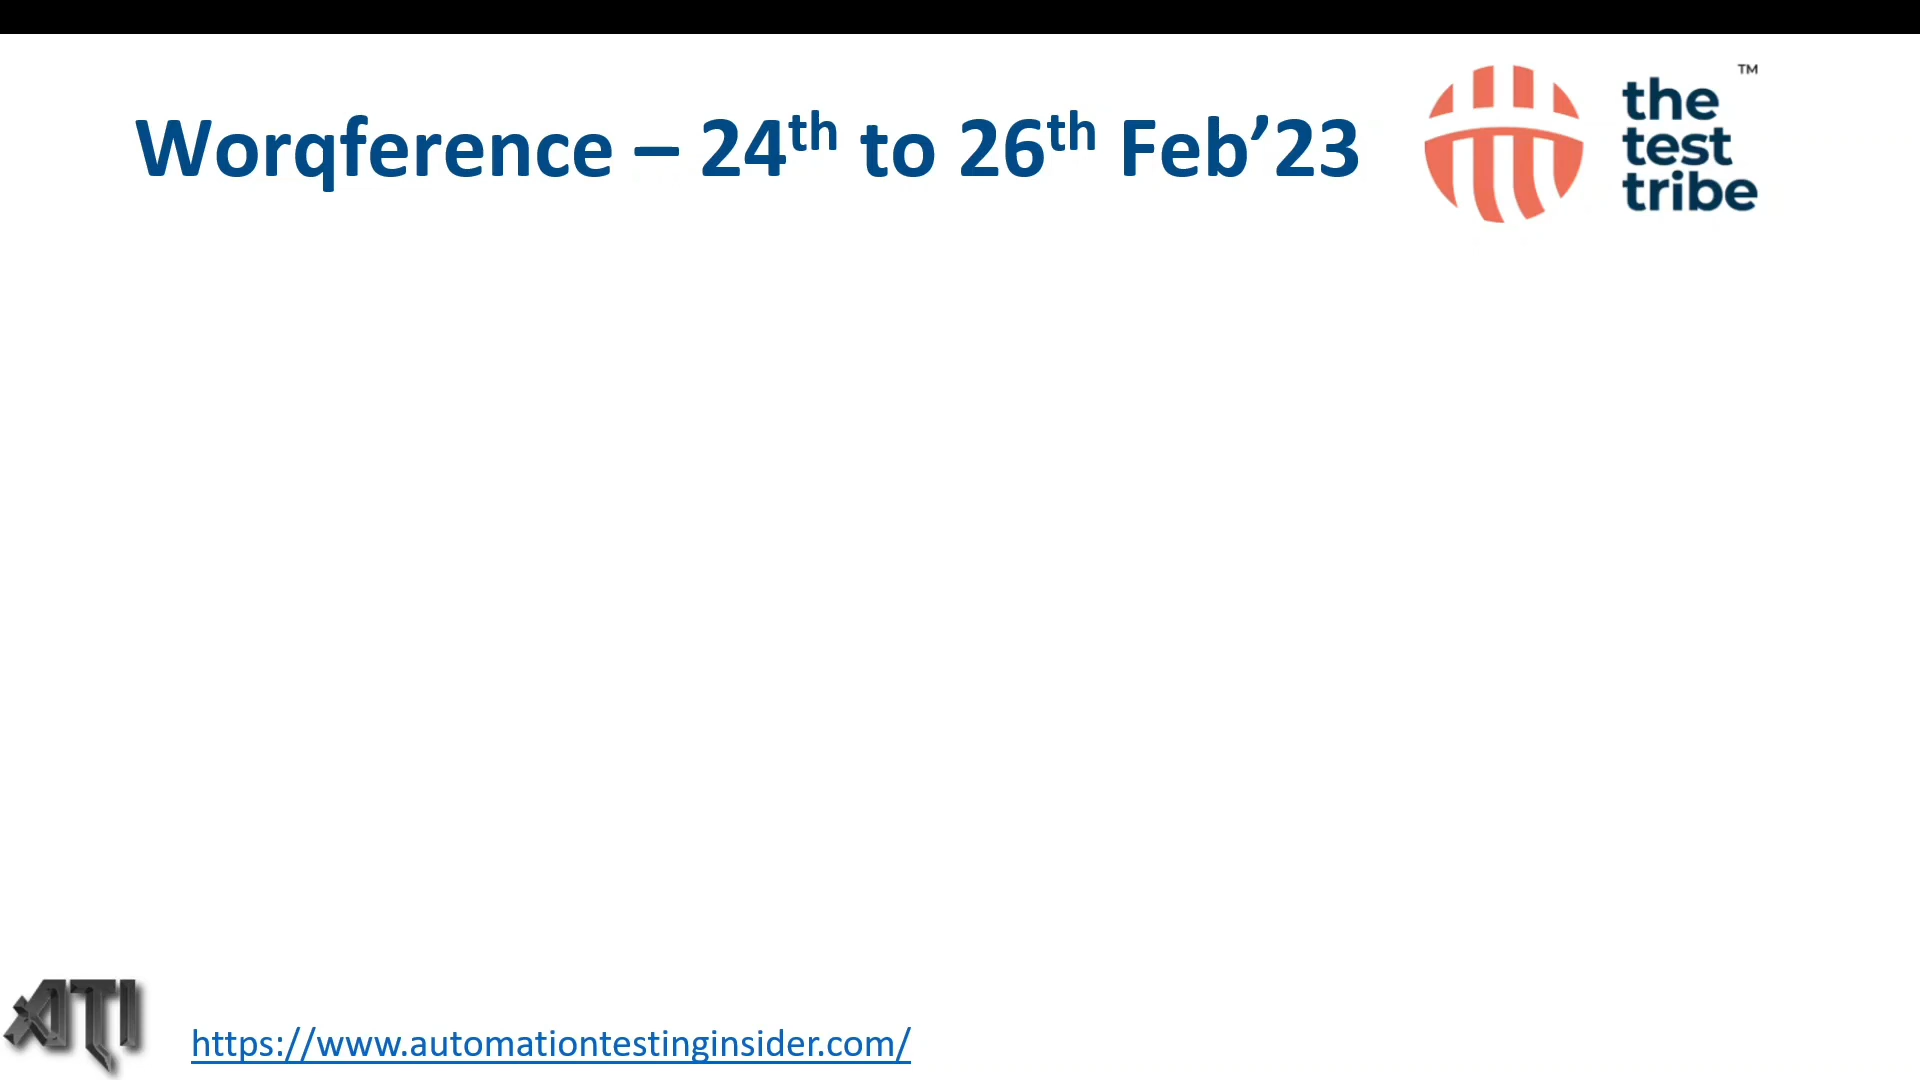 Worqference – 24th to 26th Feb’23
the
test
tribe
TM
ATI
https://www.automationtestinginsider.com/